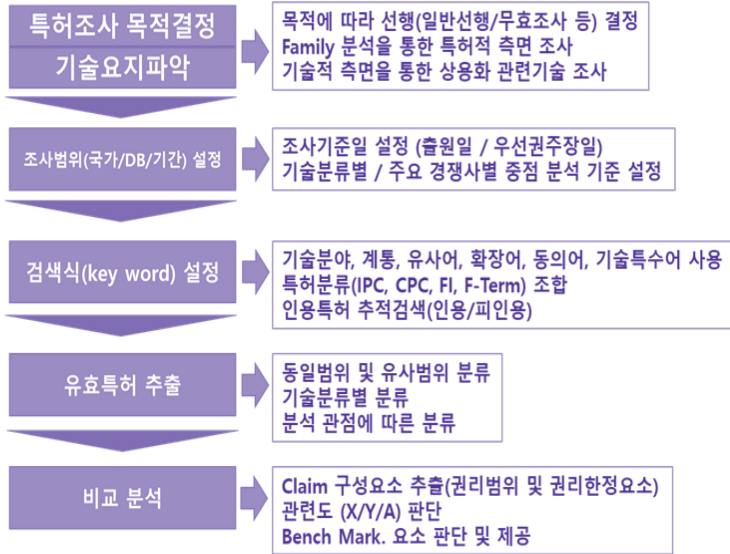 특허조사 목적결정
기술요지파악
목적에 따라 선행(일반선행/무효조사 등) 결정
Family 분석을 통한 특허적 측면 조사
기술적 측면을 통한 상용화 관련기술 조사
조사범위(국가/DB/기간) 설정
조사기준일 설정 (출원일 / 우선권주장일)
기술분류별 / 주요 경쟁사별 중점 분석 기준 설정
검색식(key word) 설정
기술분야, 계통, 유사어, 확장어, 동의어, 기술특수어 사용
특허분류(IPC, CPC, FI, F-Term) 조합
인용특허 추적검색(인용/피인용)
유효특허 추출
동일범위 및 유사범위 분류
기술분류별 분류
분석 관점에 따른 분류
비교 분석
Claim 구성요소 추출(권리범위 및 권리한정요소)
관련도 (X/Y/A) 판단
Bench Mark. 요소 판단 및 제공